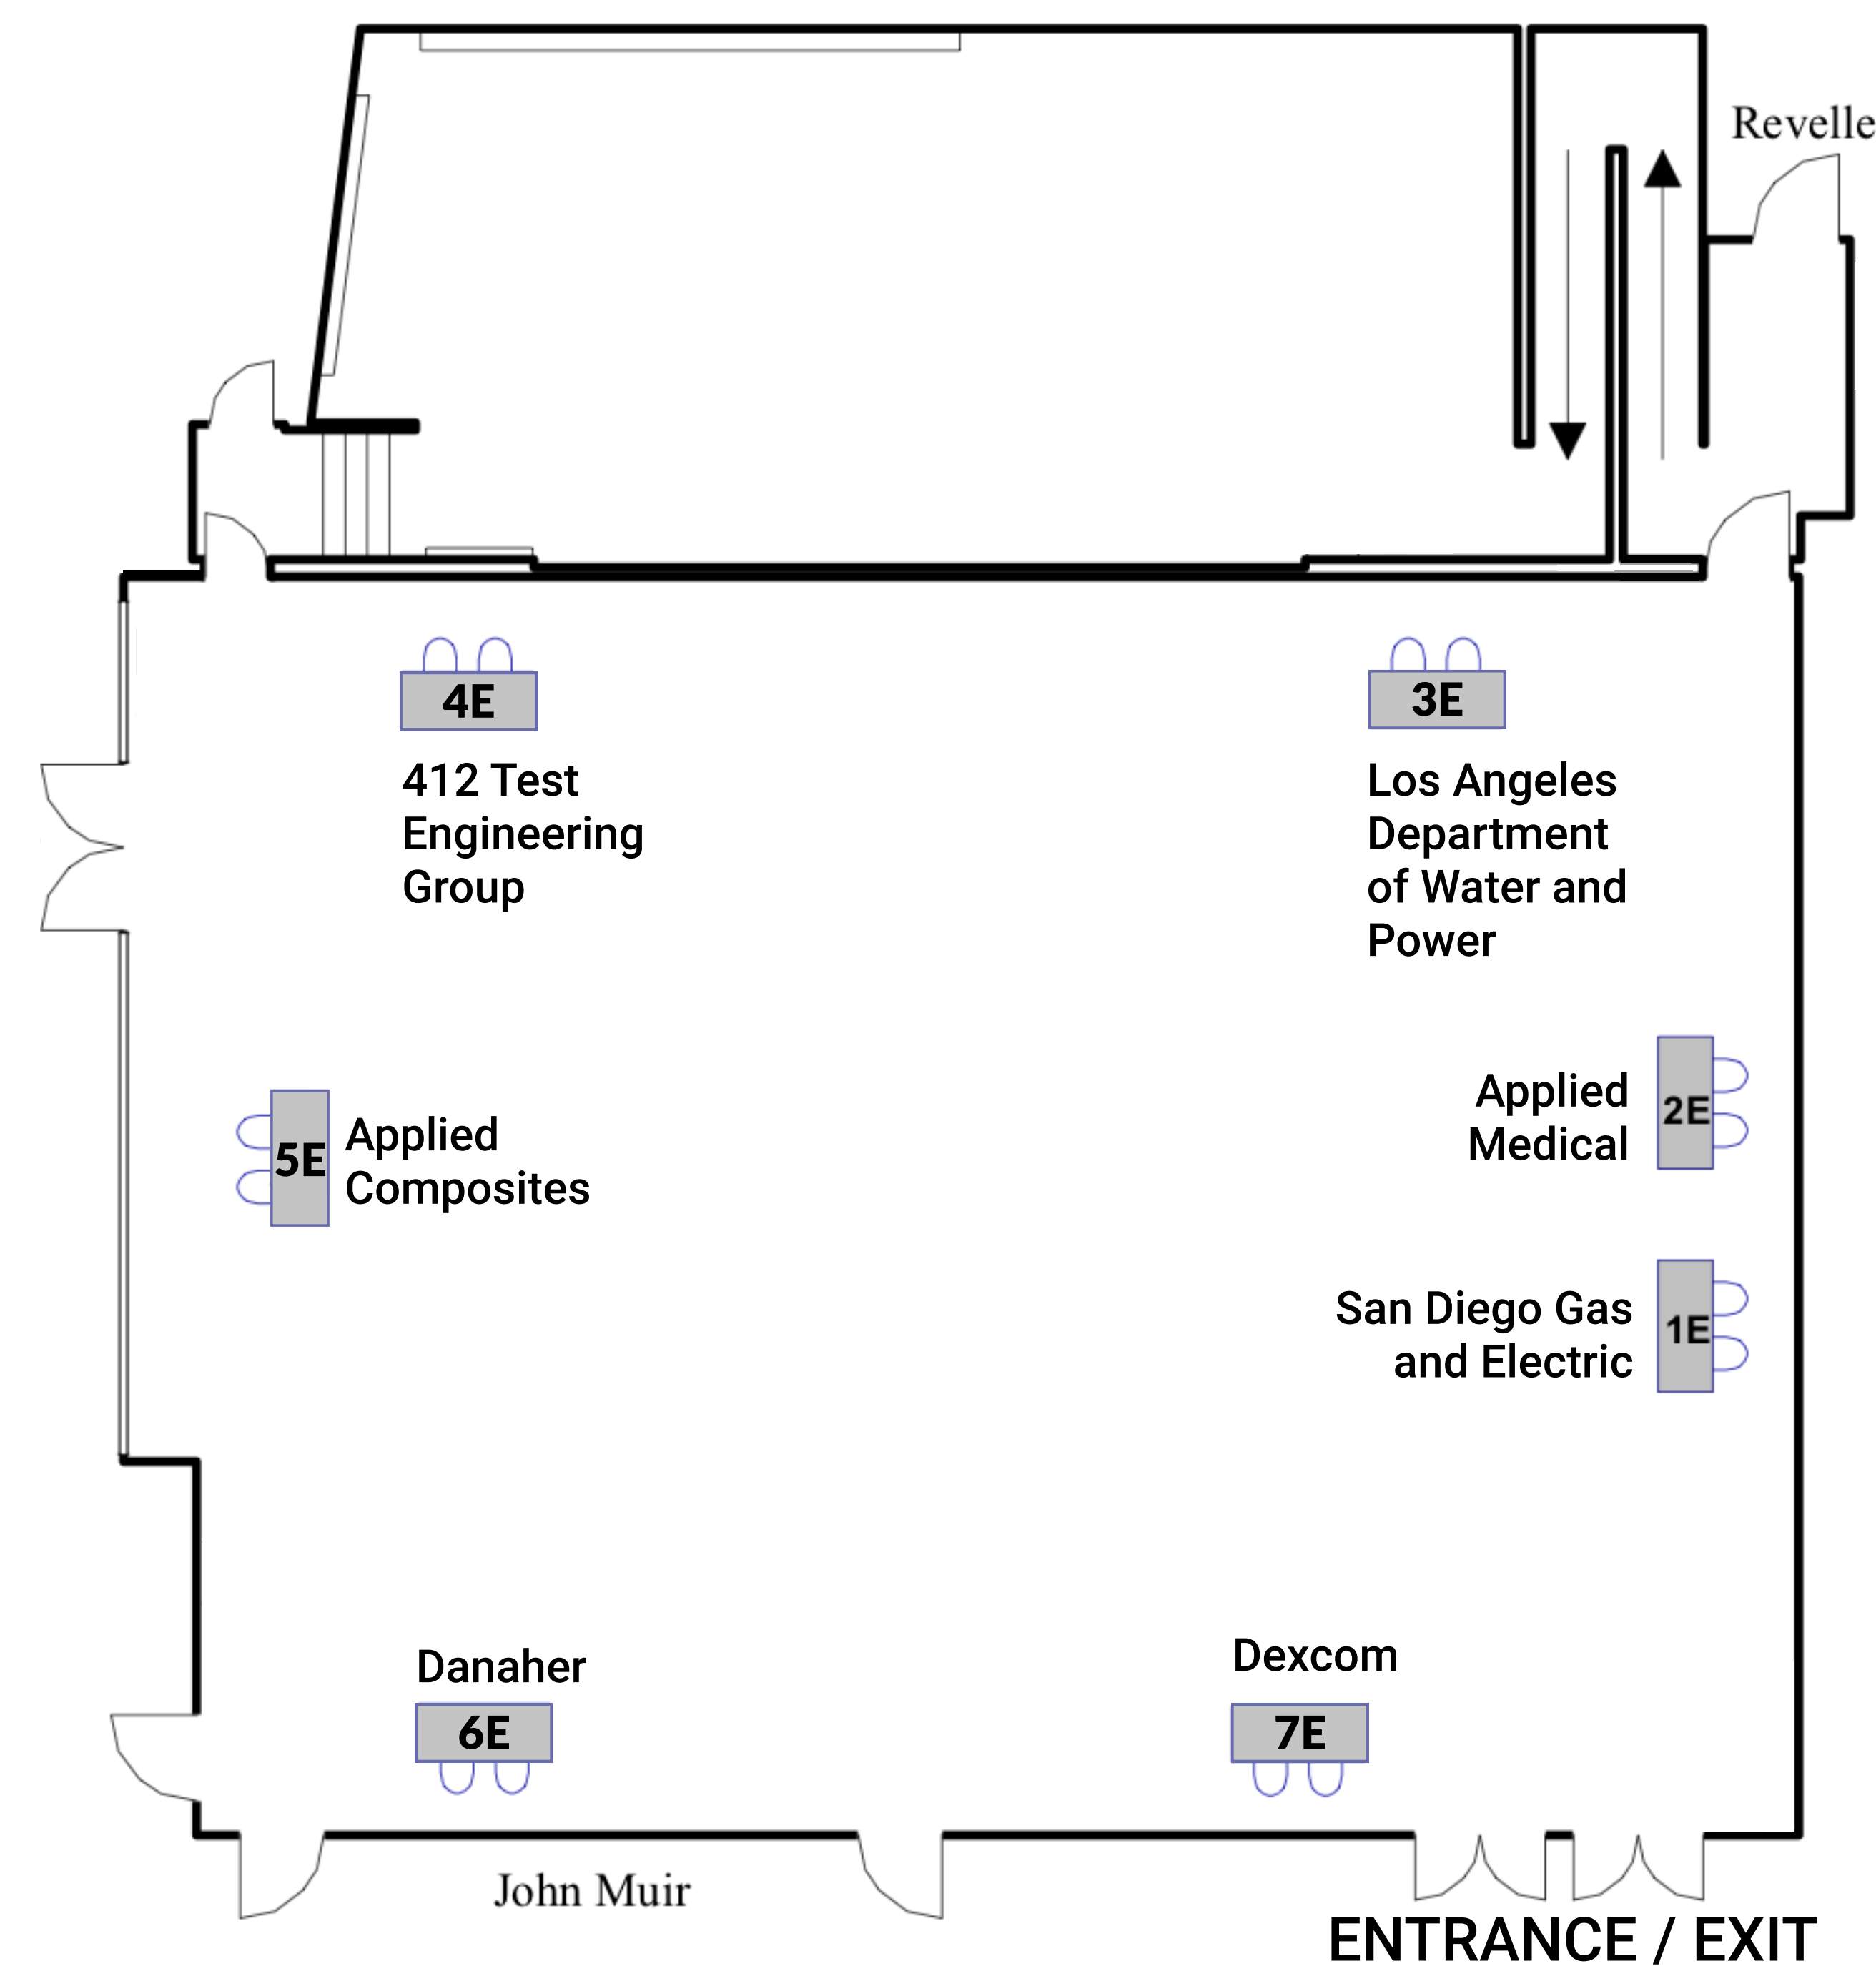 Revelle
4E
412 Test
Engineering
Group
3E
Los Angeles
Department
of Water and
Power
5E
Applied
Composites
Applied
Medical
2E
San Diego Gas
and Electric
1E
Danaher
6E
Dexcom
7E
John Muir
ENTRANCE / EXIT